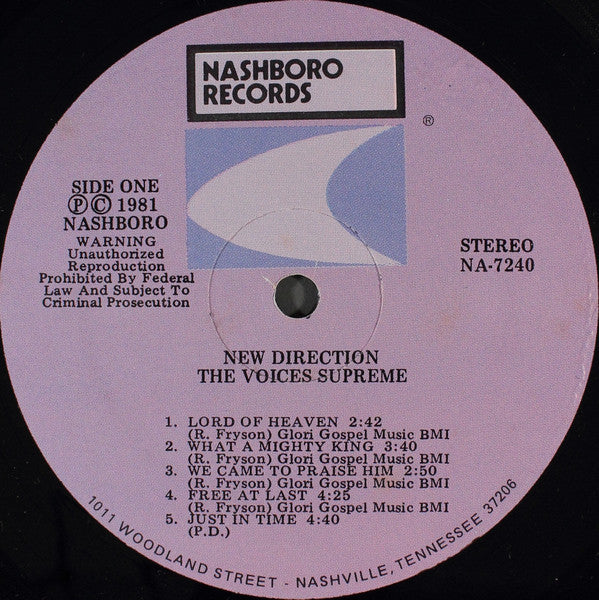 NASHBORO
RECORDS
®
SIDE ONE
Ⓟ Ⓒ 1981
NASHBORO
WARNING
Unauthorized
Reproduction
Prohibited By Federal
Law And Subject To
Criminal Prosecution
STEREO
NA-7240
NEW DIRECTION
THE VOICES SUPREME
1. LORD OF HEAVEN 2:42
(R. Fryson) Glori Gospel Music BMI
2. WHAT A MIGHTY KING 3:40
(R. Fryson) Glori Gospel Music BMI
3. WE CAME TO PRAISE HIM 2:50
(R. Fryson) Glori Gospel Music BMI
4. FREE AT LAST 4:25
(R. Fryson) Glori Gospel Music BMI
5. JUST IN TIME 4:40
(P.D.)
1011 WOODLAND STREET - NASHVILLE, TENNESSEE 37206